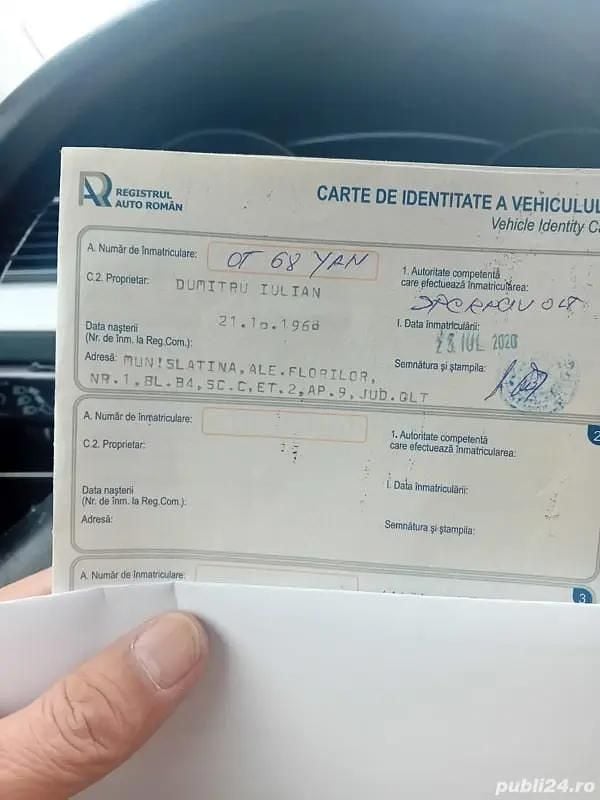 REGISTRUL
AUTO ROMÂN
CARTE DE IDENTITATE A VEHICULUL
Vehicle Identity Ca
A. Număr de înmatriculare: OT 68 YAN
C.2. Proprietar: DUMITRU IULIAN
1. Autoritate competentă
care efectuează înmatricularea:
OLT
Data nașterii
(Nr. de înm. la Reg.Com.): 21.10.1968
I. Data înmatriculării:
23 IUL 2020
Adresă: MUN!SLATINA,ALE.FLORILOR,
NR.1,BL.B4,SC.C,ET.2,AP.9,JUD.OLT
Semnătura și ștampila:
2
A. Număr de înmatriculare:
C.2. Proprietar:
1. Autoritate competentă
care efectuează înmatricularea:
Data nașterii
(Nr. de înm. la Reg.Com.):
I. Data înmatriculării:
Adresă:
Semnătura și ștampila:
3
A. Număr de înmatriculare:
publi24.ro